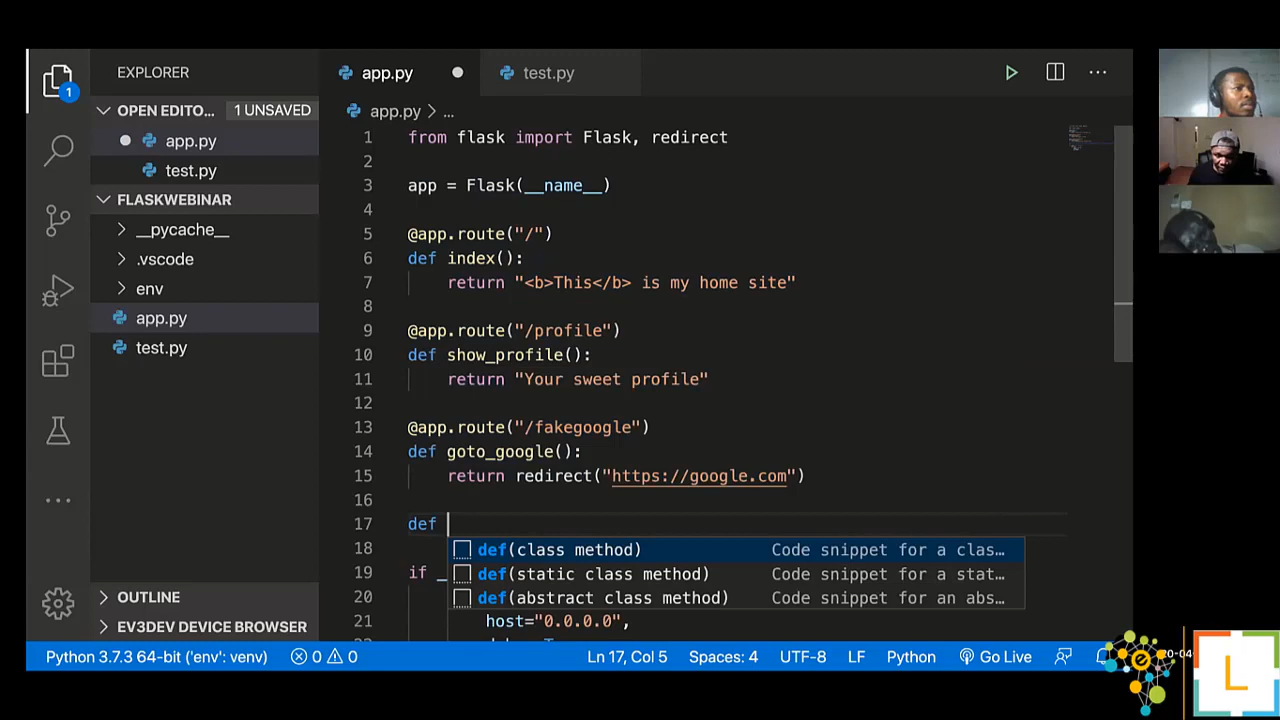 EXPLORER
OPEN EDITO... 1 UNSAVED
app.py
test.py
FLASKWEBINAR
__pycache__
.vscode
env
app.py
test.py
OUTLINE
EV3DEV DEVICE BROWSER
1
app.py
test.py
app.py > ...
1 from flask import Flask, redirect
2
3 app = Flask(__name__)
4
5 @app.route("/")
6 def index():
7 return "<b>This</b> is my home site"
8
9 @app.route("/profile")
10 def show_profile():
11 return "Your sweet profile"
12
13 @app.route("/fakegoogle")
14 def goto_google():
15 return redirect("https://google.com")
16
17 def
18
def(class method) Code snippet for a clas...
def(static class method) Code snippet for a stat...
def(abstract class method) Code snippet for an abs...
19 if _
20
21 host="0.0.0.0",
Python 3.7.3 64-bit ('env': venv) 0 0 Ln 17, Col 5 Spaces: 4 UTF-8 LF Python Go Live
L